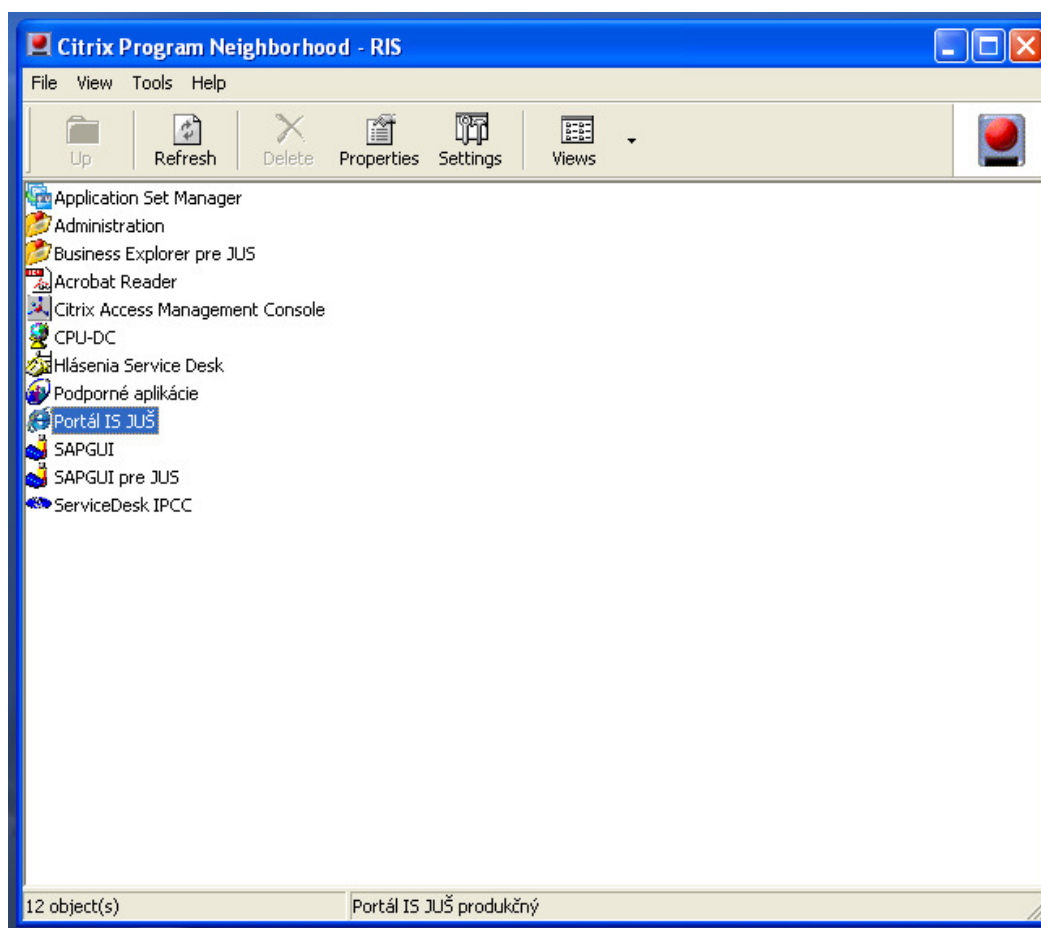 Citrix Program Neighborhood - RIS
File View Tools Help
Up Refresh Delete Properties Settings Views
Application Set Manager
Administration
Business Explorer pre JUS
Acrobat Reader
Citrix Access Management Console
CPU-DC
Hlásenia Service Desk
Podporné aplikácie
Portál IS JUŠ
SAPGUI
SAPGUI pre JUS
ServiceDesk IPCC
12 object(s) Portál IS JUŠ produkčný